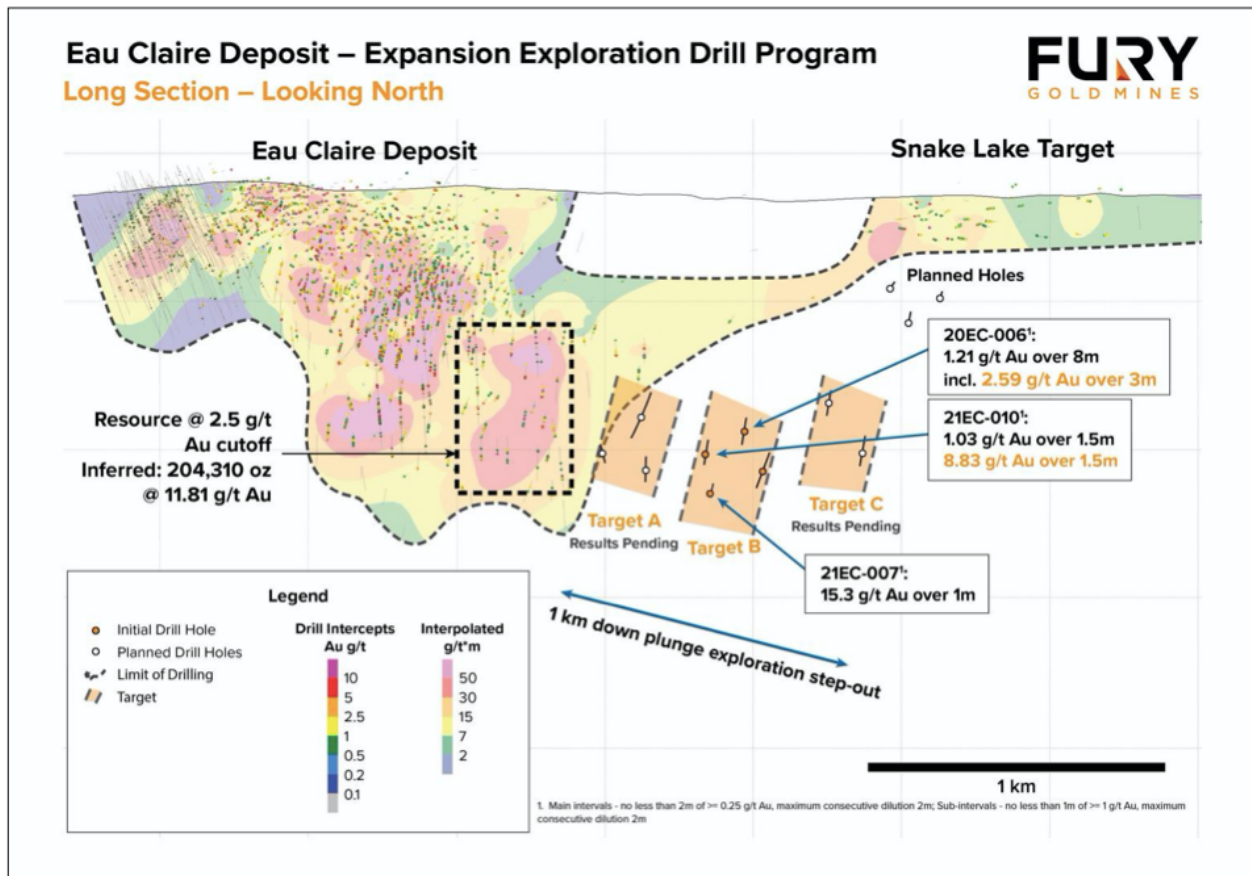 Eau Claire Deposit – Expansion Exploration Drill Program
Long Section – Looking North
FURY
GOLD MINES
Eau Claire Deposit
Snake Lake Target
Planned Holes
20EC-006¹:
1.21 g/t Au over 8m
incl. 2.59 g/t Au over 3m
21EC-010¹:
1.03 g/t Au over 1.5m
8.83 g/t Au over 1.5m
Resource @ 2.5 g/t
Au cutoff
Inferred: 204,310 oz
@ 11.81 g/t Au
Target A
Results Pending
Target B
Target C
Results Pending
21EC-007¹:
15.3 g/t Au over 1m
1 km down plunge exploration step-out
Legend
Initial Drill Hole
Planned Drill Holes
Limit of Drilling
Target
Drill Intercepts
Au g/t
10
5
2.5
1
0.5
0.2
0.1
Interpolated
g/t*m
50
30
15
7
2
1 km
1. Main intervals - no less than 2m of >= 0.25 g/t Au, maximum consecutive dilution 2m; Sub-intervals - no less than 1m of >= 1 g/t Au, maximum
consecutive dilution 2m